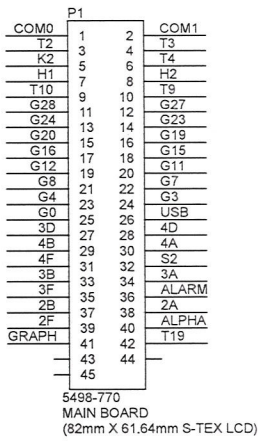 P1
COM0 1 2 COM1
T2 3 4 T3
K2 5 6 T4
H1 7 8 H2
T10 9 10 T9
G28 11 12 G27
G24 13 14 G23
G20 15 16 G19
G16 17 18 G15
G12 19 20 G11
G8 21 22 G7
G4 23 24 G3
G0 25 26 USB
3D 27 28 4D
4B 29 30 4A
4F 31 32 S2
3B 33 34 3A
3F 35 36 ALARM
2B 37 38 2A
2F 39 40 ALPHA
GRAPH 41 42 T19
43 44
45
5498-770
MAIN BOARD
(82mm X 61.64mm S-TEX LCD)